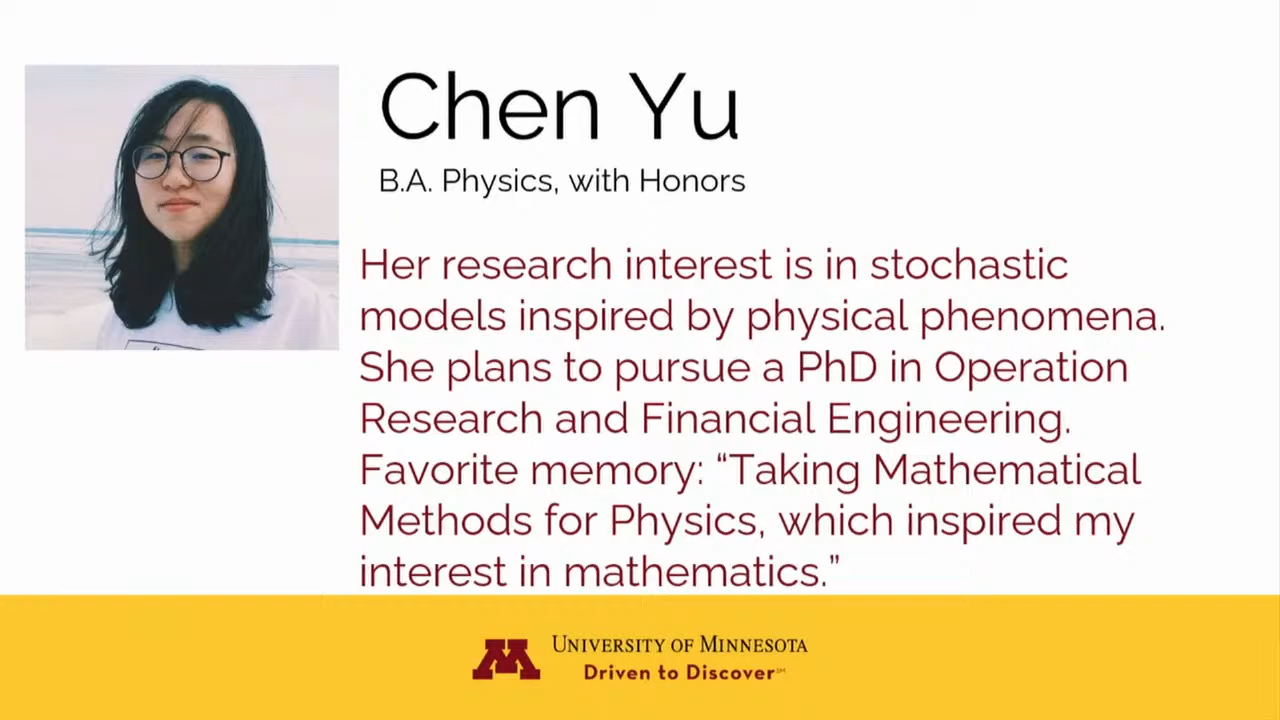 Chen Yu
B.A. Physics, with Honors
Her research interest is in stochastic
models inspired by physical phenomena.
She plans to pursue a PhD in Operation
Research and Financial Engineering.
Favorite memory: “Taking Mathematical
Methods for Physics, which inspired my
interest in mathematics.”
M
University of Minnesota
Driven to Discover℠